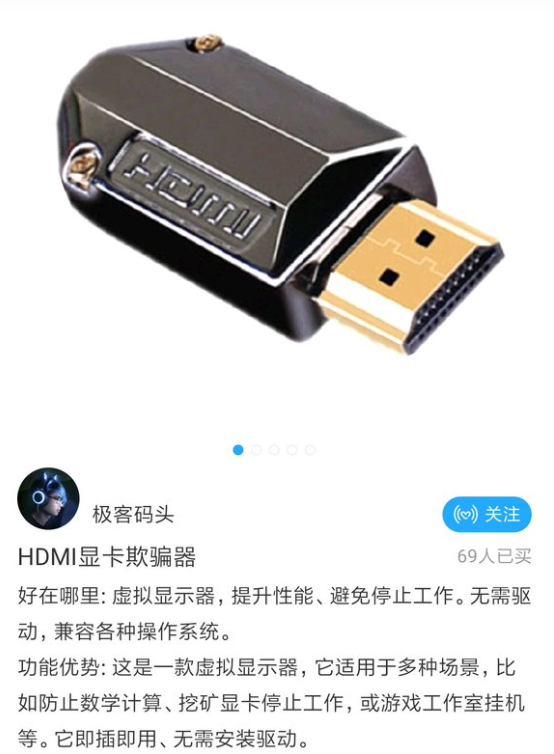 HDMI
极客码头
关注
HDMI显卡欺骗器
69人已买
好在哪里: 虚拟显示器，提升性能、避免停止工作。无需驱
动，兼容各种操作系统。
功能优势: 这是一款虚拟显示器，它适用于多种场景，比
如防止数学计算、挖矿显卡停止工作，或游戏工作室挂机
等。它即插即用、无需安装驱动。